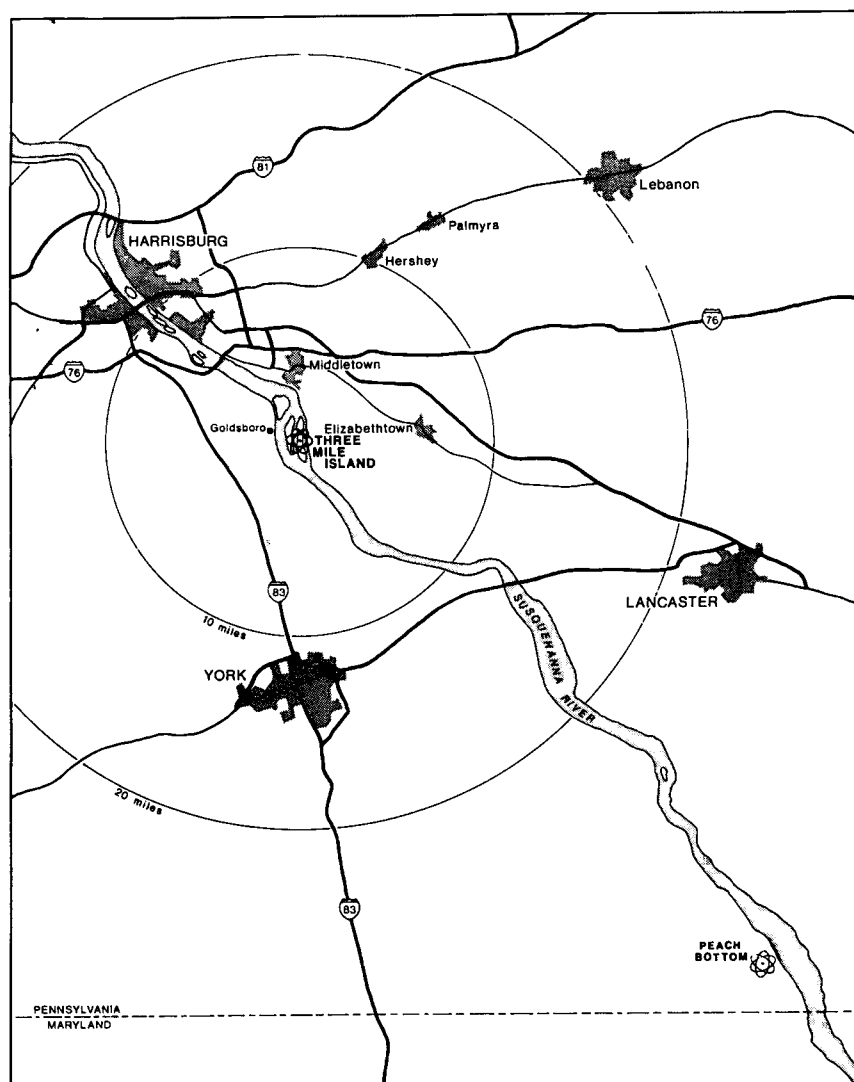 81
Lebanon
Palmyra
HARRISBURG
Hershey
76
76
Middletown
Goldsboro
Elizabethtown
THREE
MILE
ISLAND
83
LANCASTER
SUSQUEHANNA
RIVER
10 miles
YORK
20 miles
83
PEACH
BOTTOM
PENNSYLVANIA
MARYLAND